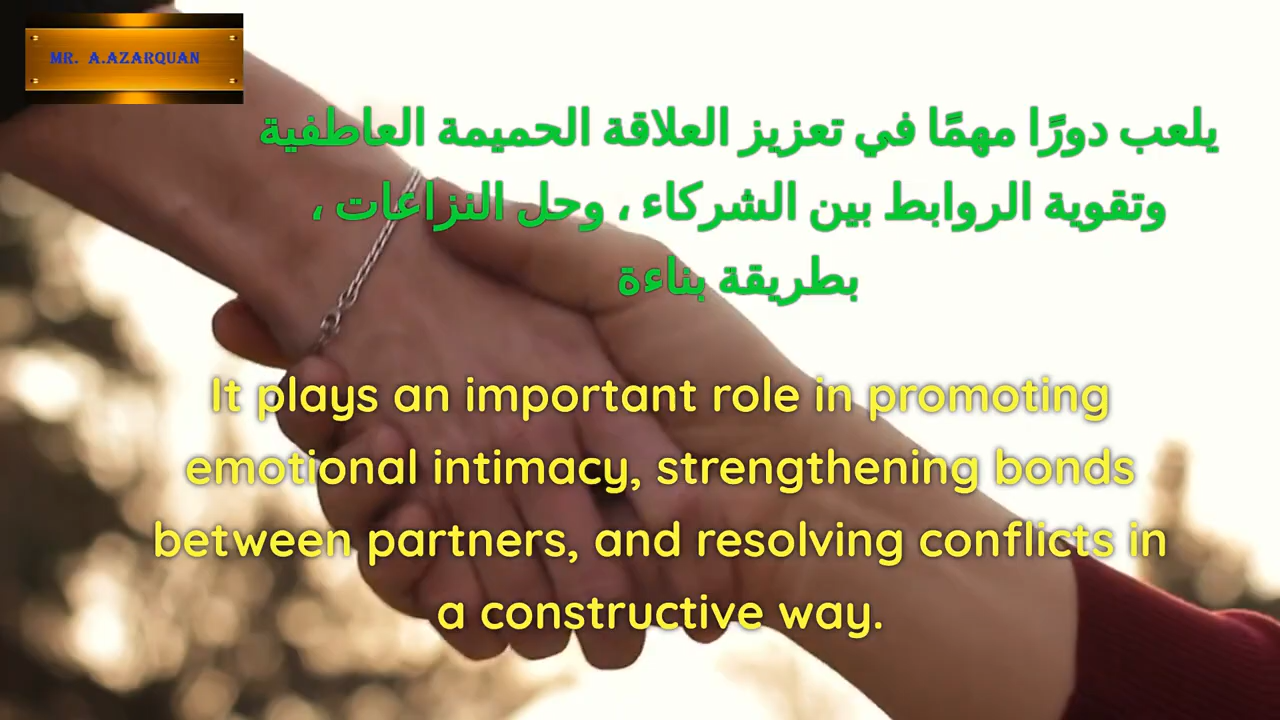 MR. A.AZARQUAN
يلعب دورًا مهمًا في تعزيز العلاقة الحميمة العاطفية
وتقوية الروابط بين الشركاء ، وحل النزاعات ،
بطريقة بناءة
It plays an important role in promoting
emotional intimacy, strengthening bonds
between partners, and resolving conflicts in
a constructive way.